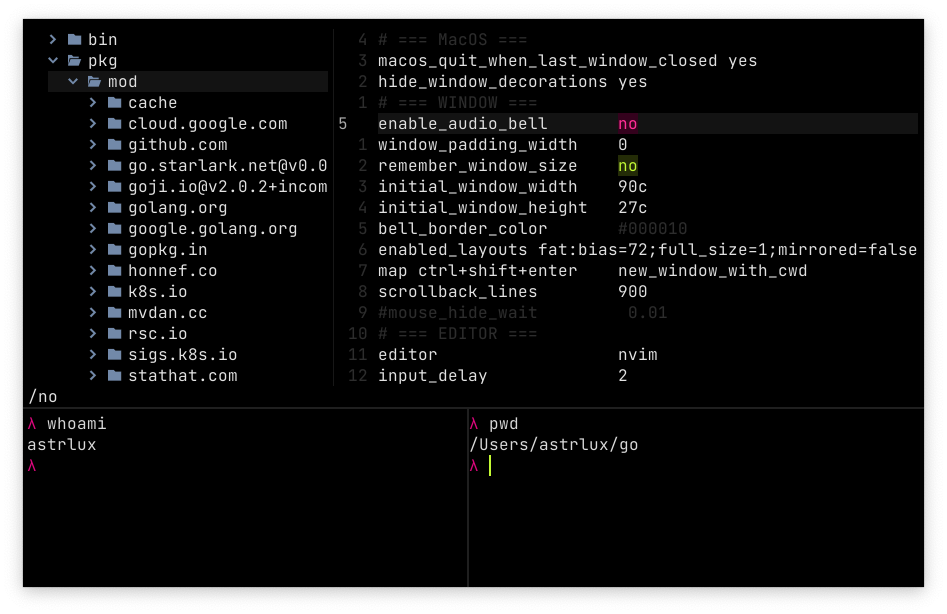 bin
pkg
mod
cache
cloud.google.com
github.com
go.starlark.net@v0.0
goji.io@v2.0.2+incom
golang.org
google.golang.org
gopkg.in
honnef.co
k8s.io
mvdan.cc
rsc.io
sigs.k8s.io
stathat.com
4 # === MacOS ===
3 macos_quit_when_last_window_closed yes
2 hide_window_decorations yes
1 # === WINDOW ===
5 enable_audio_bell no
1 window_padding_width 0
2 remember_window_size no
3 initial_window_width 90c
4 initial_window_height 27c
5 bell_border_color #000010
6 enabled_layouts fat:bias=72;full_size=1;mirrored=false
7 map ctrl+shift+enter new_window_with_cwd
8 scrollback_lines 900
9 #mouse_hide_wait 0.01
10 # === EDITOR ===
11 editor nvim
12 input_delay 2
/no
λ whoami
astrlux
λ
λ pwd
/Users/astrlux/go
λ